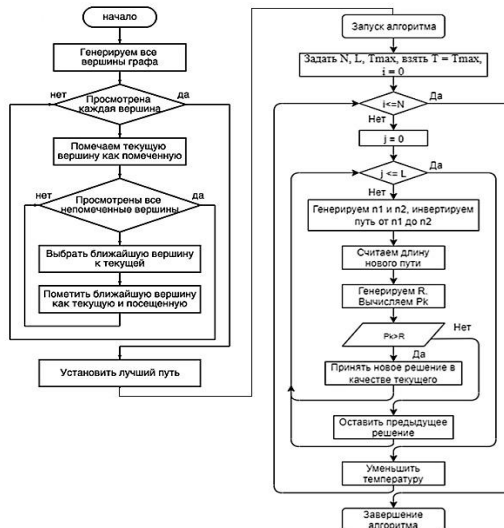 начало
Генерируем все
вершины графа
нет
Просмотрена
каждая вершина
да
Помечаем текущую
вершину как помеченную
нет
Просмотрены все
непомеченные вершины
да
Выбрать ближайшую вершину
к текущей
Пометить ближайшую вершину
как текущую и посещенную
Установить лучший путь
Запуск алгоритма
Задать N, L, Tmax, взять T = Tmax,
i = 0
i<=N
Да
Нет
j = 0
j <= L
Да
Нет
Генерируем n1 и n2, инвертируем
путь от n1 до n2
Считаем длину
нового пути
Генерируем R.
Вычисляем Pk
Pk>R
Нет
Да
Принять новое решение в
качестве текущего
Оставить предыдущее
решение
Уменьшить
температуру
Завершение
алгоритма